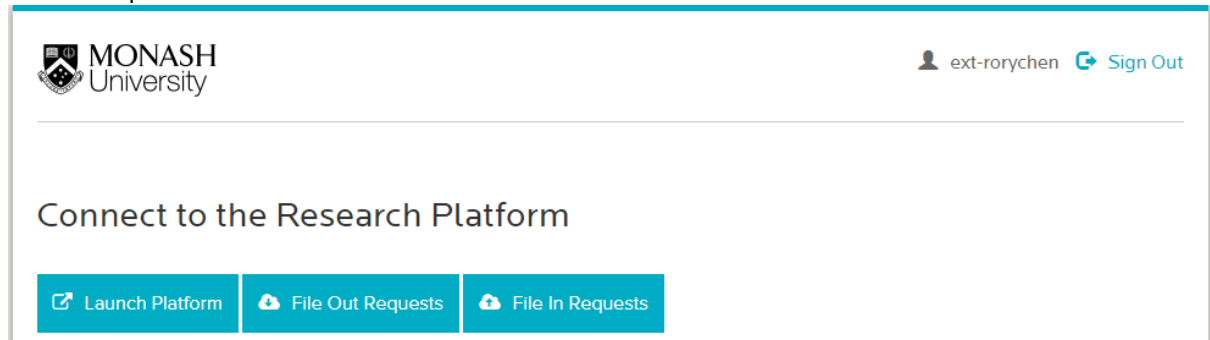 MONASH
University
ext-rorychen Sign Out
Connect to the Research Platform
Launch Platform File Out Requests File In Requests